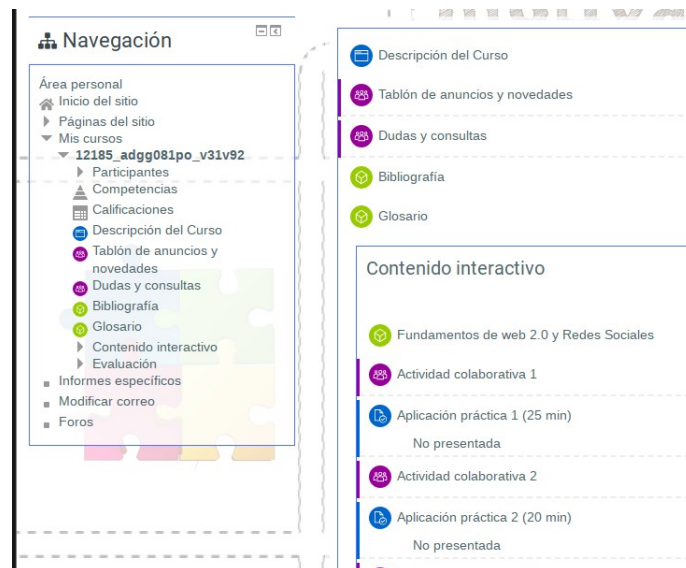 Navegación
Área personal
Inicio del sitio
Páginas del sitio
Mis cursos
12185_adgg081po_v31v92
Participantes
Competencias
Calificaciones
Descripción del Curso
Tablón de anuncios y
novedades
Dudas y consultas
Bibliografía
Glosario
Contenido interactivo
Evaluación
Informes específicos
Modificar correo
Foros
Descripción del Curso
Tablón de anuncios y novedades
Dudas y consultas
Bibliografía
Glosario
Contenido interactivo
Fundamentos de web 2.0 y Redes Sociales
Actividad colaborativa 1
Aplicación práctica 1 (25 min)
No presentada
Actividad colaborativa 2
Aplicación práctica 2 (20 min)
No presentada